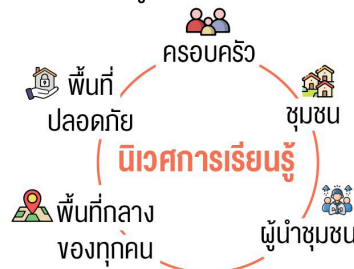 ครอบครัว
พื้นที่
ปลอดภัย
ชุมชน
นิเวศการเรียนรู้
พื้นที่กลาง
ของทุกคน
ผู้นำชุมชน